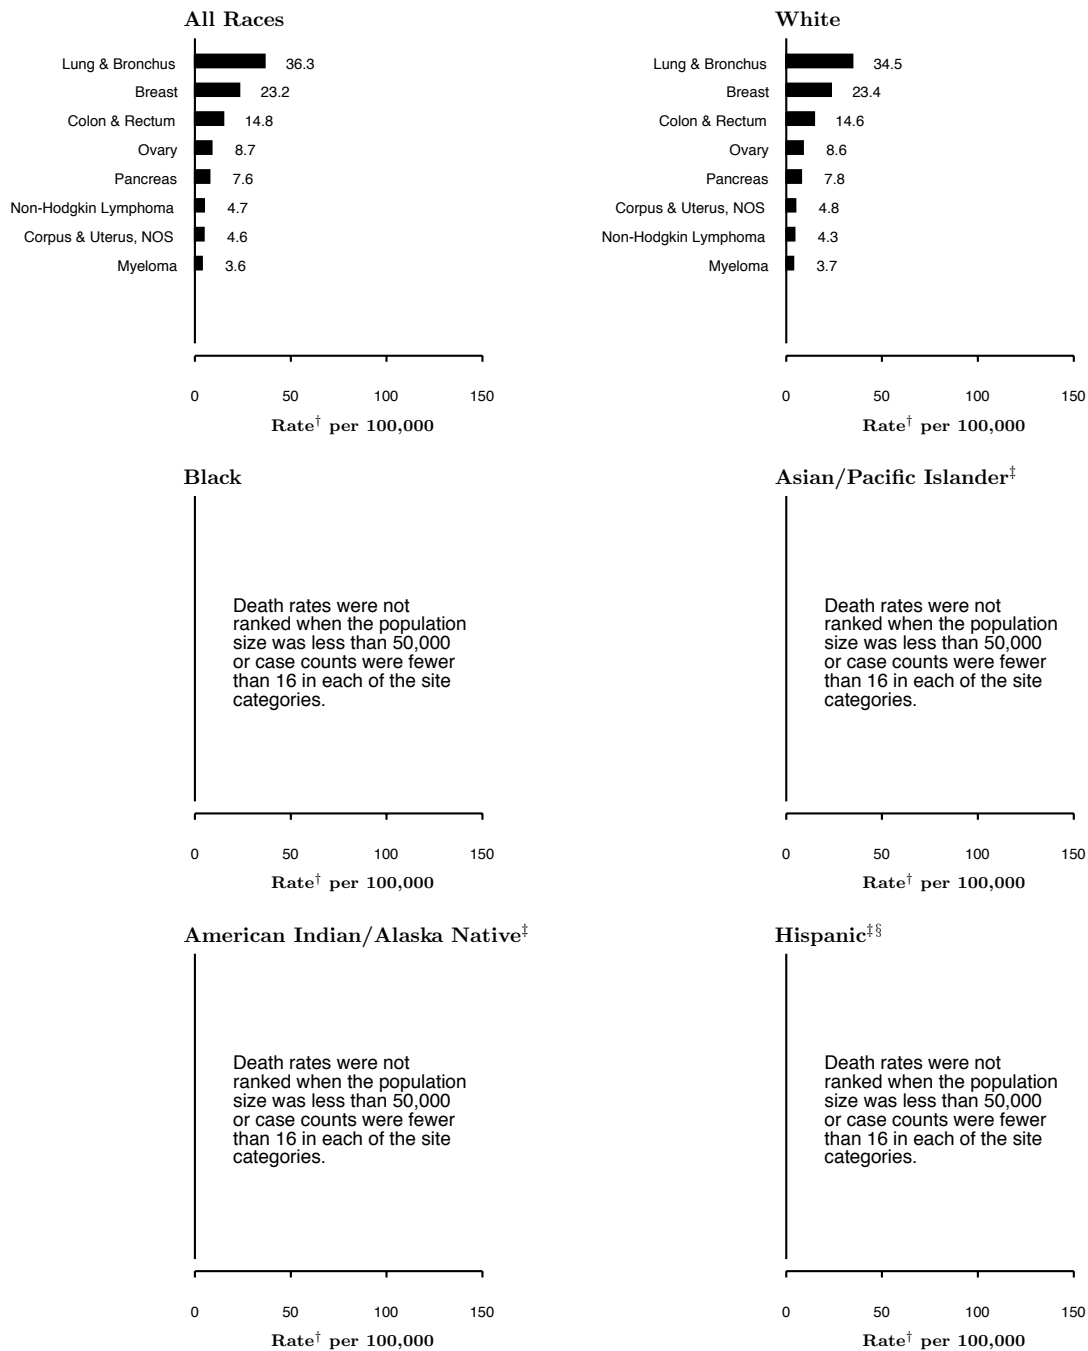 All Races
Lung & Bronchus 36.3
Breast 23.2
Colon & Rectum 14.8
Ovary 8.7
Pancreas 7.6
Non-Hodgkin Lymphoma 4.7
Corpus & Uterus, NOS 4.6
Myeloma 3.6
0 50 100 150
Rate† per 100,000
White
Lung & Bronchus 34.5
Breast 23.4
Colon & Rectum 14.6
Ovary 8.6
Pancreas 7.8
Corpus & Uterus, NOS 4.8
Non-Hodgkin Lymphoma 4.3
Myeloma 3.7
0 50 100 150
Rate† per 100,000
Black
Death rates were not
ranked when the population
size was less than 50,000
or case counts were fewer
than 16 in each of the site
categories.
0 50 100 150
Rate† per 100,000
Asian/Pacific Islander‡
Death rates were not
ranked when the population
size was less than 50,000
or case counts were fewer
than 16 in each of the site
categories.
0 50 100 150
Rate† per 100,000
American Indian/Alaska Native‡
Death rates were not
ranked when the population
size was less than 50,000
or case counts were fewer
than 16 in each of the site
categories.
0 50 100 150
Rate† per 100,000
Hispanic‡§
Death rates were not
ranked when the population
size was less than 50,000
or case counts were fewer
than 16 in each of the site
categories.
0 50 100 150
Rate† per 100,000